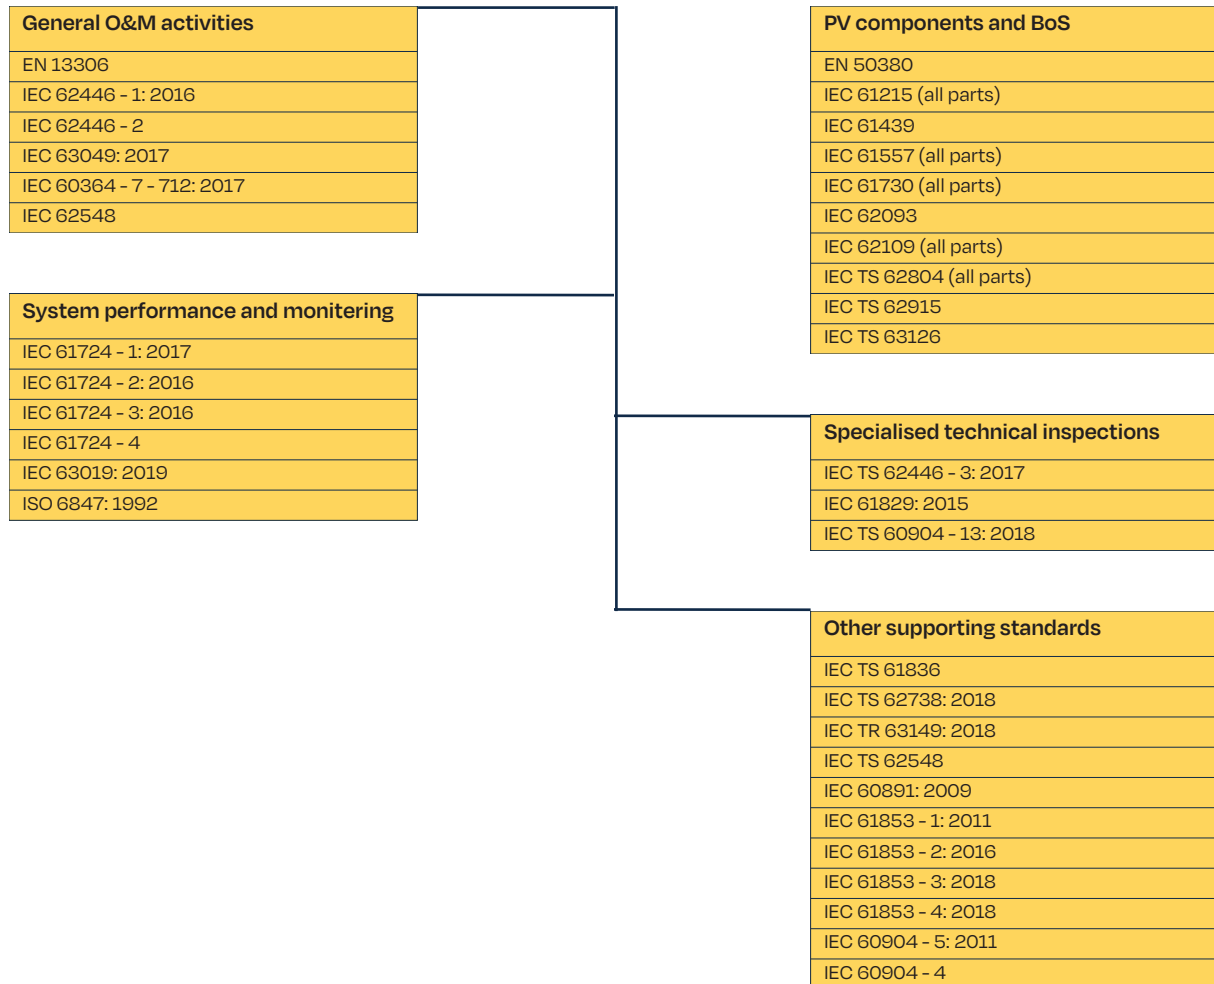 General O&M activities
EN 13306
IEC 62446 - 1: 2016
IEC 62446 - 2
IEC 63049: 2017
IEC 60364 - 7 - 712: 2017
IEC 62548
System performance and monitering
IEC 61724 - 1: 2017
IEC 61724 - 2: 2016
IEC 61724 - 3: 2016
IEC 61724 - 4
IEC 63019: 2019
ISO 6847: 1992
PV components and BoS
EN 50380
IEC 61215 (all parts)
IEC 61439
IEC 61557 (all parts)
IEC 61730 (all parts)
IEC 62093
IEC 62109 (all parts)
IEC TS 62804 (all parts)
IEC TS 62915
IEC TS 63126
Specialised technical inspections
IEC TS 62446 - 3: 2017
IEC 61829: 2015
IEC TS 60904 - 13: 2018
Other supporting standards
IEC TS 61836
IEC TS 62738: 2018
IEC TR 63149: 2018
IEC TS 62548
IEC 60891: 2009
IEC 61853 - 1: 2011
IEC 61853 - 2: 2016
IEC 61853 - 3: 2018
IEC 61853 - 4: 2018
IEC 60904 - 5: 2011
IEC 60904 - 4